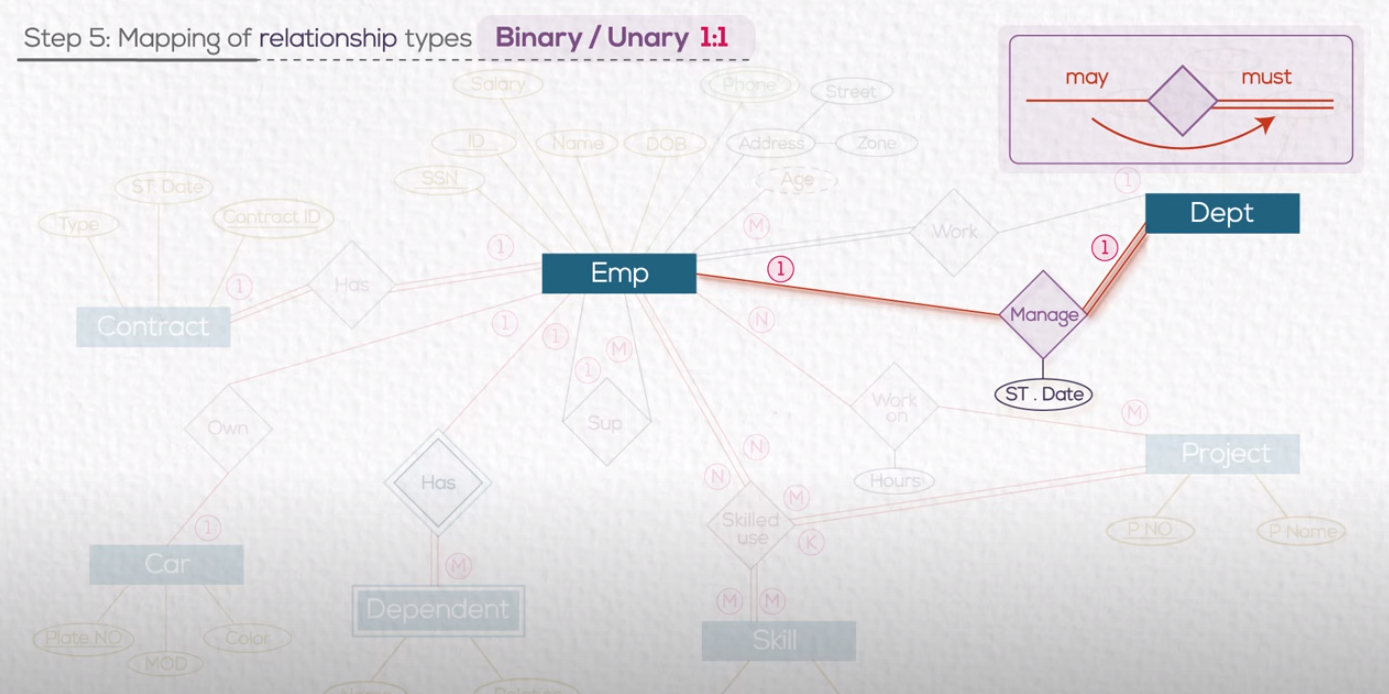 Step 5: Mapping of relationship types Binary / Unary 1:1
may must
Salary
Phone
Street
ID
Name
DOB
Address
Zone
SSN
Age
ST. Date
Type
Contract ID
1
M
1
Dept
Work
1
Emp
1
1
Has
1
Contract
Manage
1
1
N
M
1
ST . Date
Sup
Work
on
M
Own
N
Project
Has
N
Hours
M
Skilled
use
K
P NO
P Name
1
Car
M
Dependent
M
M
Plate NO
Color
MOD
Skill
Name
Relation